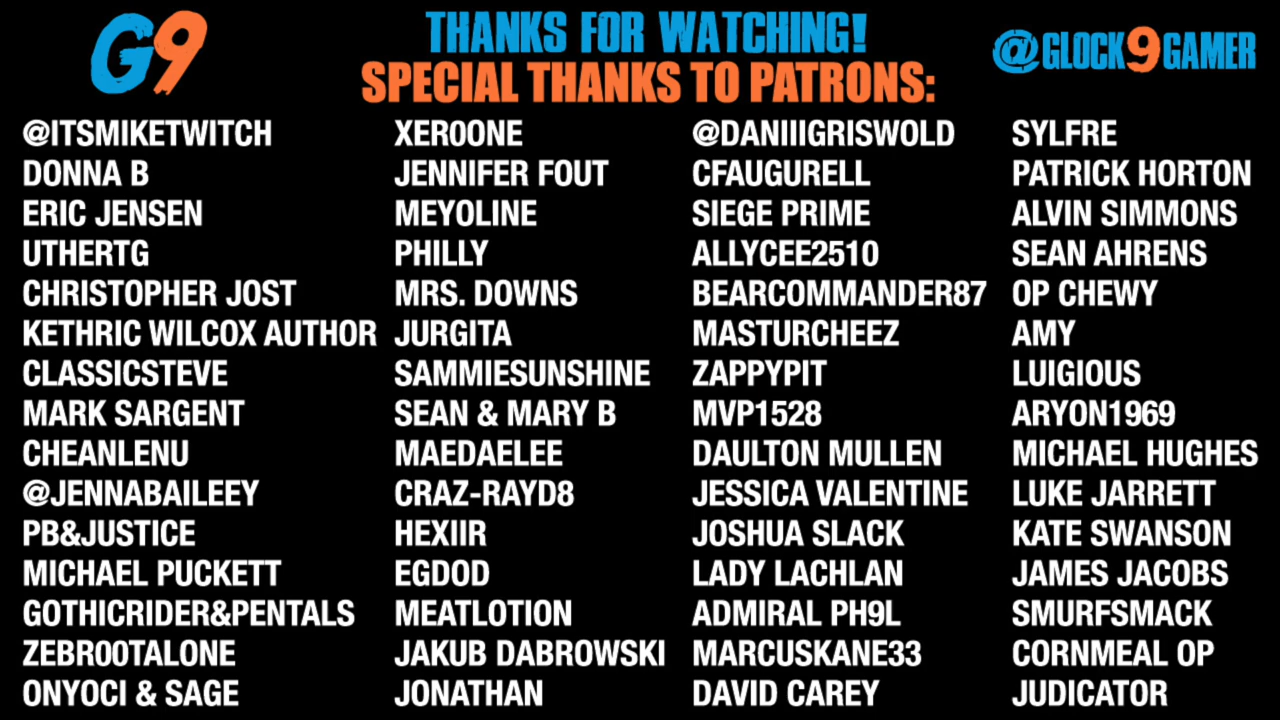 G9
THANKS FOR WATCHING!
SPECIAL THANKS TO PATRONS:
@GLOCK9GAMER
@ITSMIKETWITCH
DONNA B
ERIC JENSEN
UTHERTG
CHRISTOPHER JOST
KETHRIC WILCOX AUTHOR
CLASSICSTEVE
MARK SARGENT
CHEANLENU
@JENNABAILEEY
PB&JUSTICE
MICHAEL PUCKETT
GOTHICRIDER&PENTALS
ZEBR00TALONE
ONYOCI & SAGE
XER0ONE
JENNIFER FOUT
MEYOLINE
PHILLY
MRS. DOWNS
JURGITA
SAMMIESUNSHINE
SEAN & MARY B
MAEDAELEE
CRAZ-RAYD8
HEXIIR
EGDOD
MEATLOTION
JAKUB DABROWSKI
JONATHAN
@DANIIIGRISWOLD
CFAUGURELL
SIEGE PRIME
ALLYCEE2510
BEARCOMMANDER87
MASTURCHEEZ
ZAPPYPIT
MVP1528
DAULTON MULLEN
JESSICA VALENTINE
JOSHUA SLACK
LADY LACHLAN
ADMIRAL PH9L
MARCUSKANE33
DAVID CAREY
SYLFRE
PATRICK HORTON
ALVIN SIMMONS
SEAN AHRENS
OP CHEWY
AMY
LUIGIOUS
ARYON1969
MICHAEL HUGHES
LUKE JARRETT
KATE SWANSON
JAMES JACOBS
SMURFSMACK
CORNMEAL OP
JUDICATOR